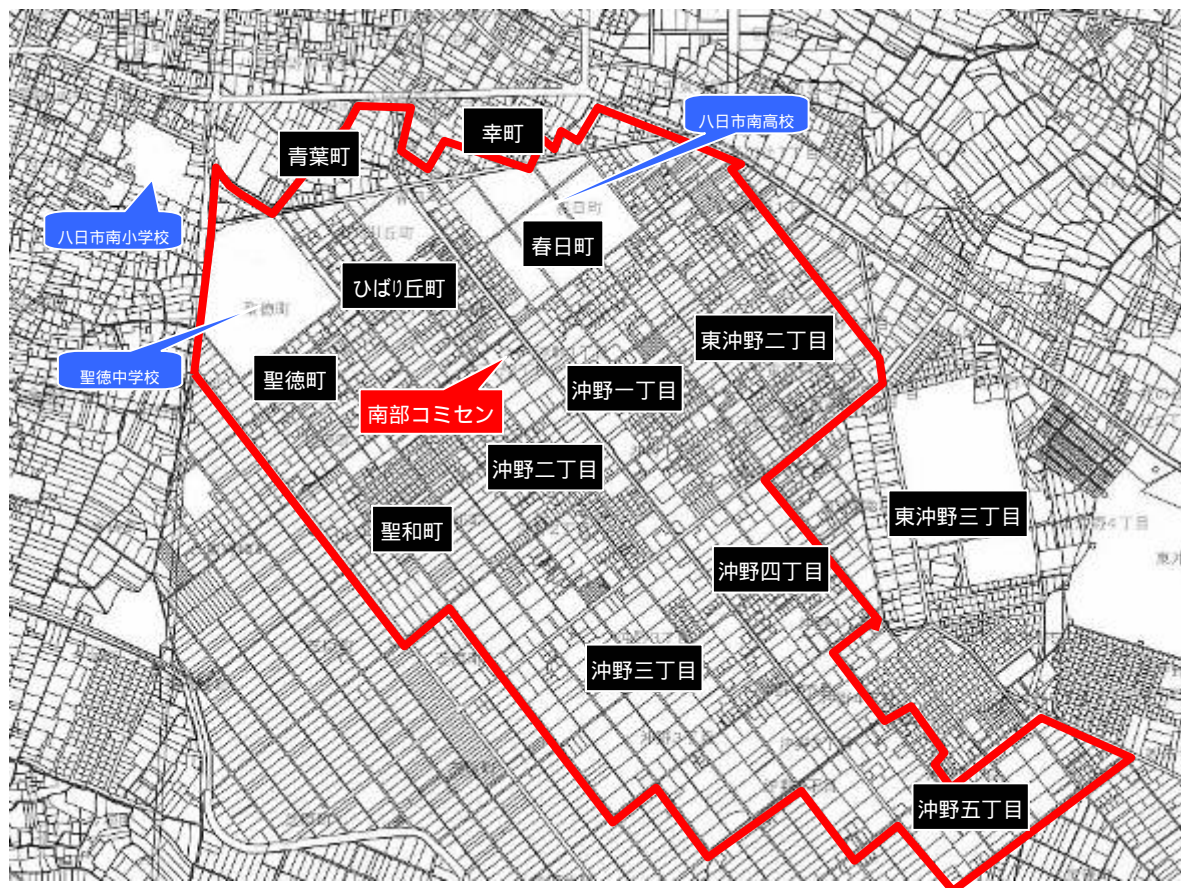 幸町
八日市南高校
青葉町
八日市南小学校
春日町
ひばり丘町
聖徳町
東沖野二丁目
聖徳中学校
聖徳町
沖野一丁目
南部コミセン
沖野二丁目
東沖野三丁目
聖和町
沖野四丁目
沖野三丁目
沖野五丁目